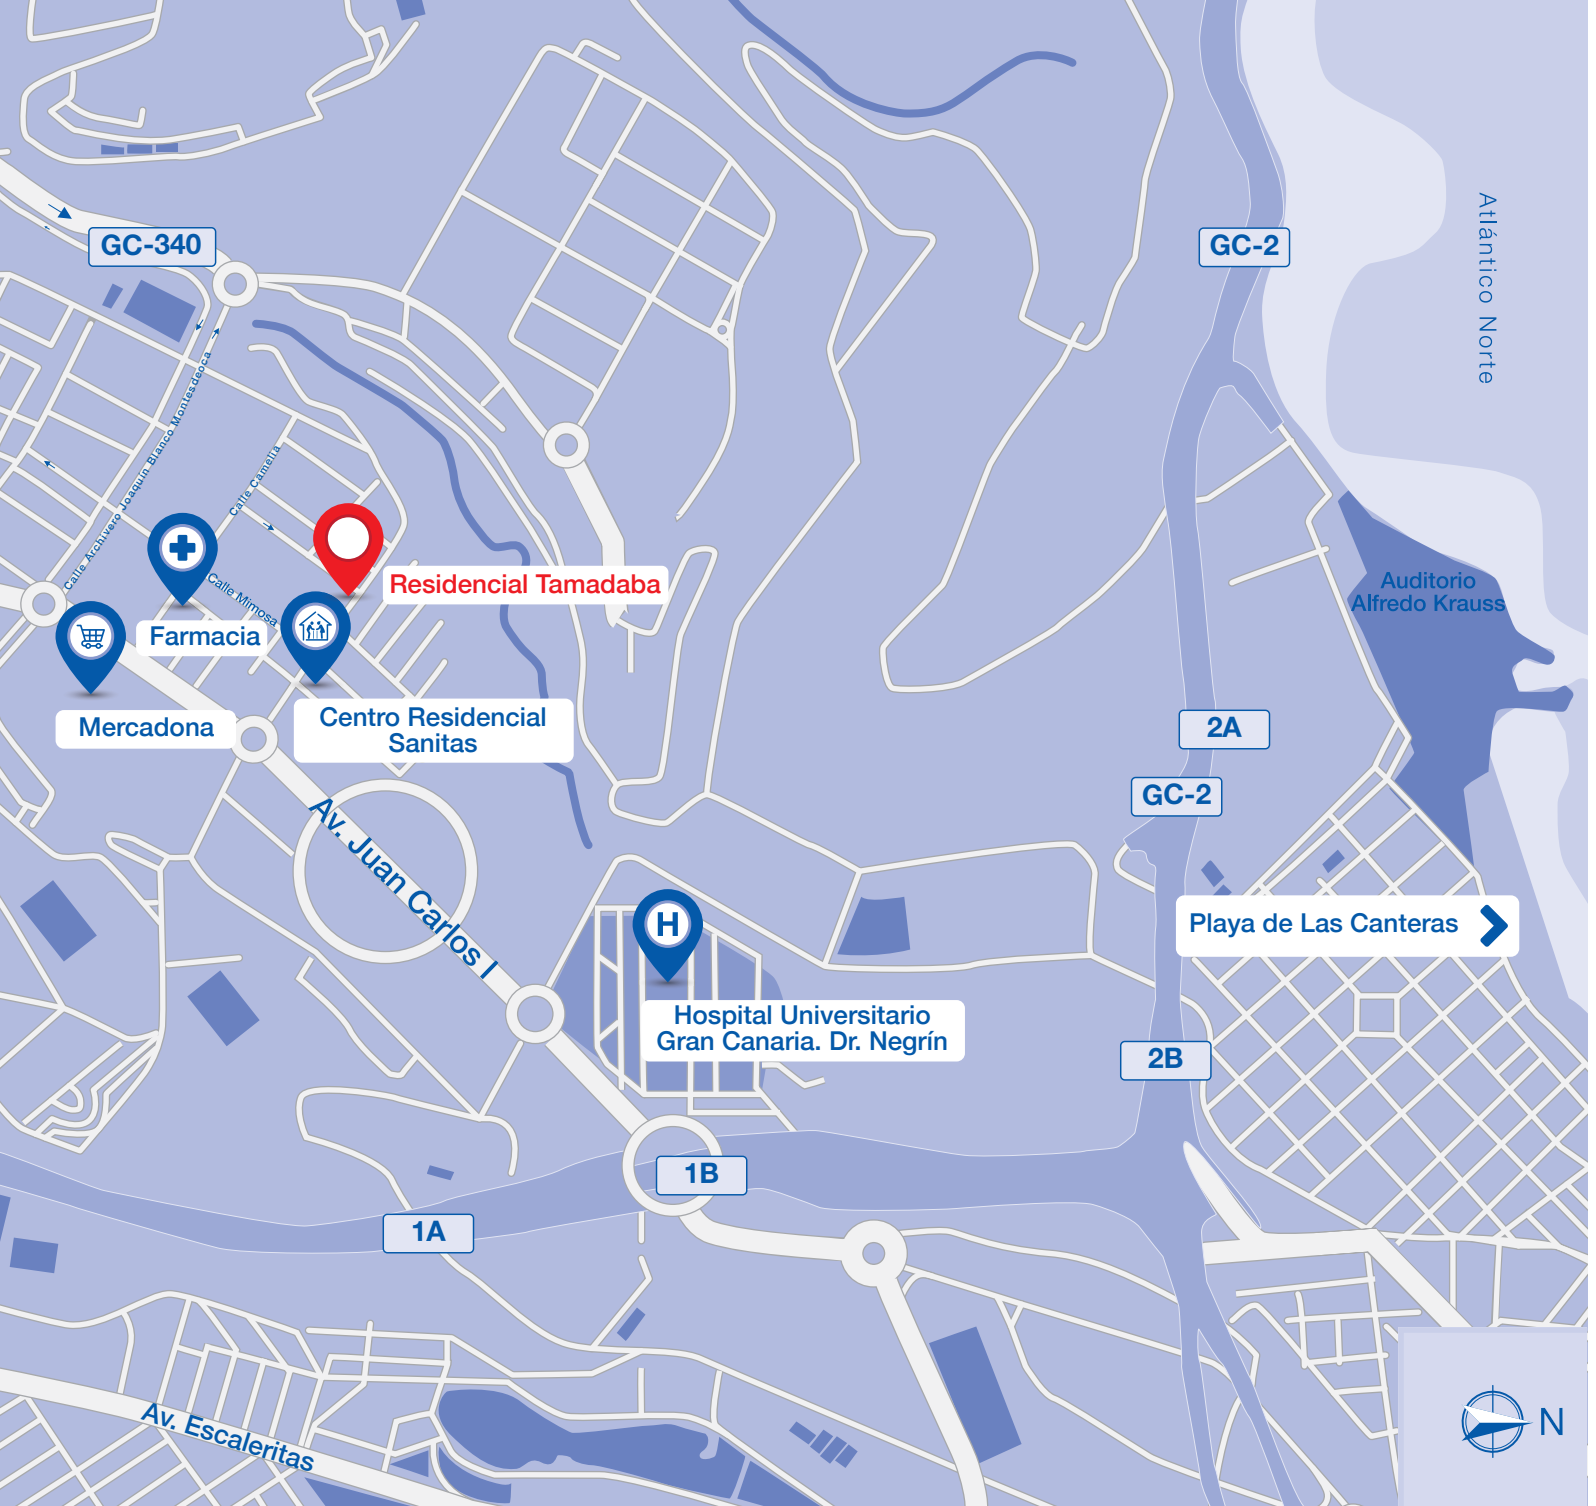 Atlántico Norte
GC-340
GC-2
Calle Archivero Joaquín Blanco Montesdeoca
Calle Camelia
Calle Mimosa
Residencial Tamadaba
Auditorio
Alfredo Krauss
Farmacia
Mercadona
Centro Residencial
Sanitas
2A
GC-2
Av. Juan Carlos I
H
Playa de Las Canteras
Hospital Universitario
Gran Canaria. Dr. Negrín
2B
1B
1A
Av. Escaleritas
N